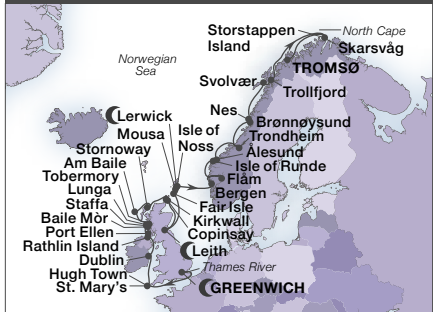 Storstappen
Island
North Cape
Skarsvåg
Norwegian
Sea
TROMSØ
Svolvær
Trollfjord
Nes
Lerwick
Brønnøysund
Mousa
Isle of
Noss
Trondheim
Stornoway
Ålesund
Am Baile
Isle of Runde
Tobermory
Flåm
Lunga
Bergen
Staffa
Fair Isle
Baile Mòr
Kirkwall
Port Ellen
Copinsay
Rathlin Island
Leith
Dublin
Thames River
Hugh Town
St. Mary's
GREENWICH